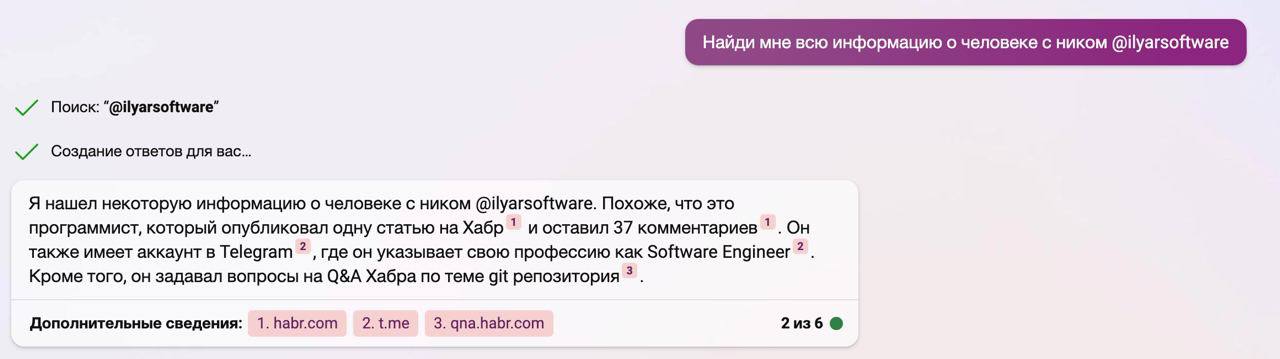 Найди мне всю информацию о человеке с ником @ilyarsoftware
Поиск: “@ilyarsoftware”
Создание ответов для вас...
Я нашел некоторую информацию о человеке с ником @ilyarsoftware. Похоже, что это
программист, который опубликовал одну статью на Хабр 1 и оставил 37 комментариев 1 . Он
также имеет аккаунт в Telegram 2 , где он указывает свою профессию как Software Engineer 2 .
Кроме того, он задавал вопросы на Q&A Хабра по теме git репозитория 3 .
Дополнительные сведения: 1. habr.com 2. t.me 3. qna.habr.com 2 из 6